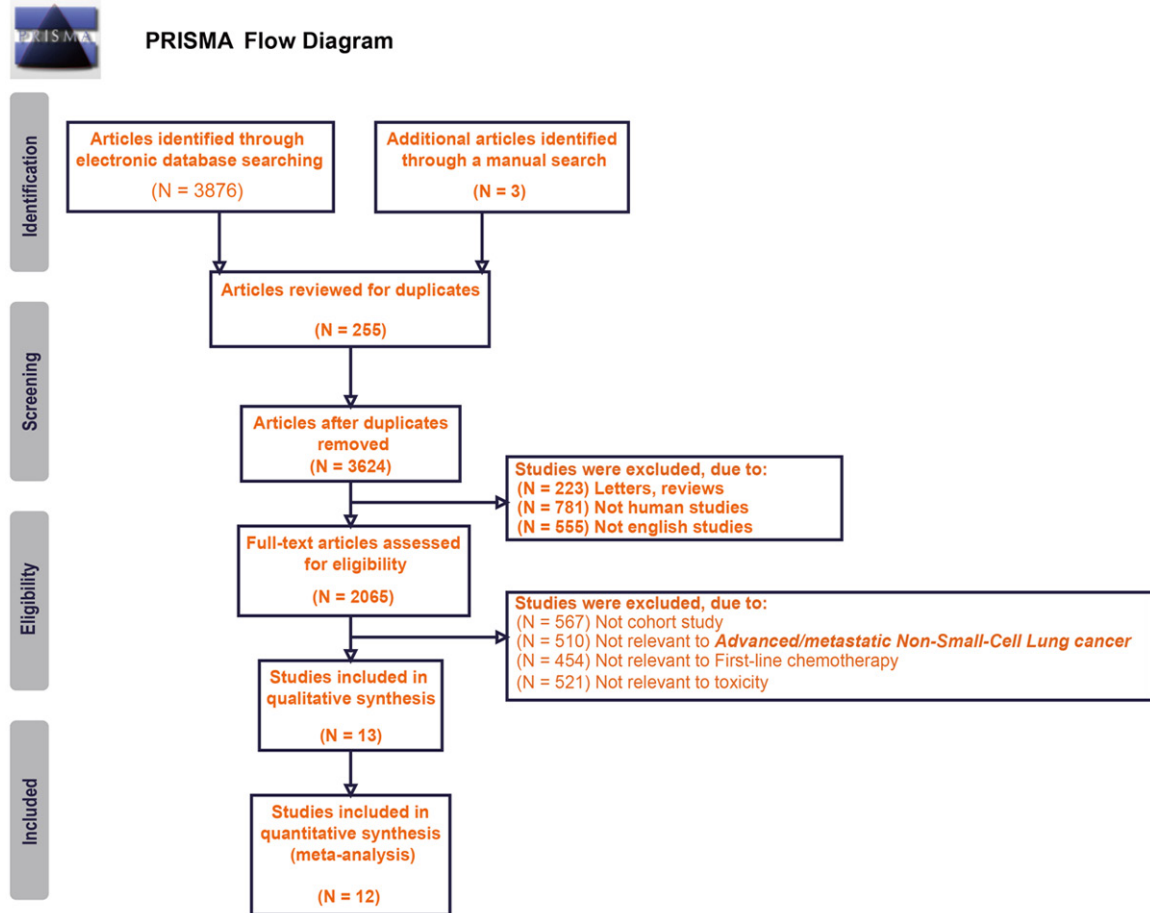 PRISMA
PRISMA Flow Diagram
Identification
Articles identified through
electronic database searching
(N = 3876)
Additional articles identified
through a manual search
(N = 3)
Articles reviewed for duplicates
(N = 255)
Screening
Articles after duplicates
removed
(N = 3624)
Studies were excluded, due to:
(N = 223) Letters, reviews
(N = 781) Not human studies
(N = 555) Not english studies
Eligibility
Full-text articles assessed
for eligibility
(N = 2065)
Studies were excluded, due to:
(N = 567) Not cohort study
(N = 510) Not relevant to Advanced/metastatic Non-Small-Cell Lung cancer
(N = 454) Not relevant to First-line chemotherapy
(N = 521) Not relevant to toxicity
Studies included in
qualitative synthesis
(N = 13)
Included
Studies included in
quantitative synthesis
(meta-analysis)
(N = 12)